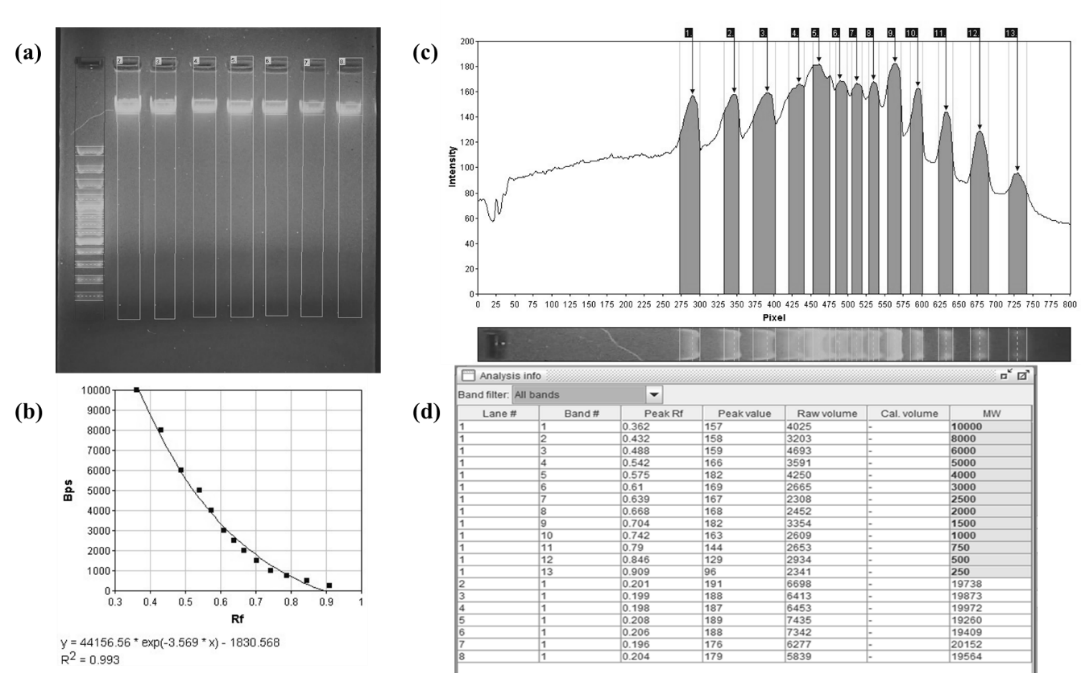 (a)
1 2 4 5 6 7 8
(b)
10000
9000
8000
7000
6000
5000
4000
3000
2000
1000
0
Bps
0.3 0.4 0.5 0.6 0.7 0.8 0.9 1
Rf
y = 44156.56 * exp(-3.569 * x) - 1830.568
R2 = 0.993
(c)
1 2 3 4 5 6 7 8 9 10 11 12 13
200
180
160
140
120
100
80
60
40
20
0
Intensity
0 25 50 75 100 125 150 175 200 225 250 275 300 325 350 375 400 425 450 475 500 525 550 575 600 625 650 675 700 725 750 775 800
Pixel
(d)
Analysis info
Band filter: All bands
Lane # Band # Peak Rf Peak value Raw volume Cal. volume MW
1 1 0.362 157 4025 - 10000
1 2 0.432 158 3203 - 8000
1 3 0.488 159 4693 - 6000
1 4 0.542 166 3591 - 5000
1 5 0.575 182 4250 - 4000
1 6 0.61 169 2665 - 3000
1 7 0.639 167 2308 - 2500
1 8 0.668 168 2452 - 2000
1 9 0.704 182 3354 - 1500
1 10 0.742 163 2609 - 1000
1 11 0.79 144 2653 - 750
1 12 0.846 129 2934 - 500
1 13 0.909 96 2341 - 250
2 1 0.201 191 6698 - 19738
3 1 0.199 188 6413 - 19873
4 1 0.198 187 6453 - 19972
5 1 0.208 189 7435 - 19260
6 1 0.206 188 7342 - 19409
7 1 0.196 176 6277 - 20152
8 1 0.204 179 5839 - 19564